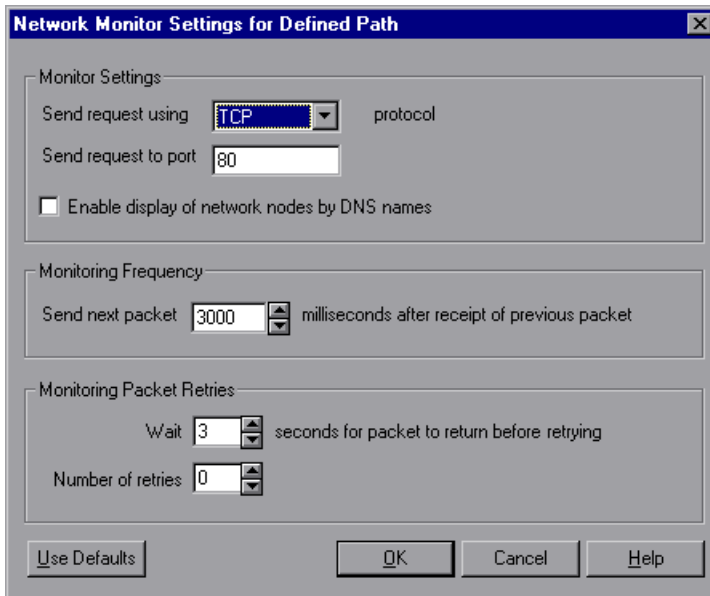 Network Monitor Settings for Defined Path
Monitor Settings
Send request using TCP protocol
Send request to port 80
Enable display of network nodes by DNS names
Monitoring Frequency
Send next packet 3000 milliseconds after receipt of previous packet
Monitoring Packet Retries
Wait 3 seconds for packet to return before retrying
Number of retries 0
Use Defaults OK Cancel Help